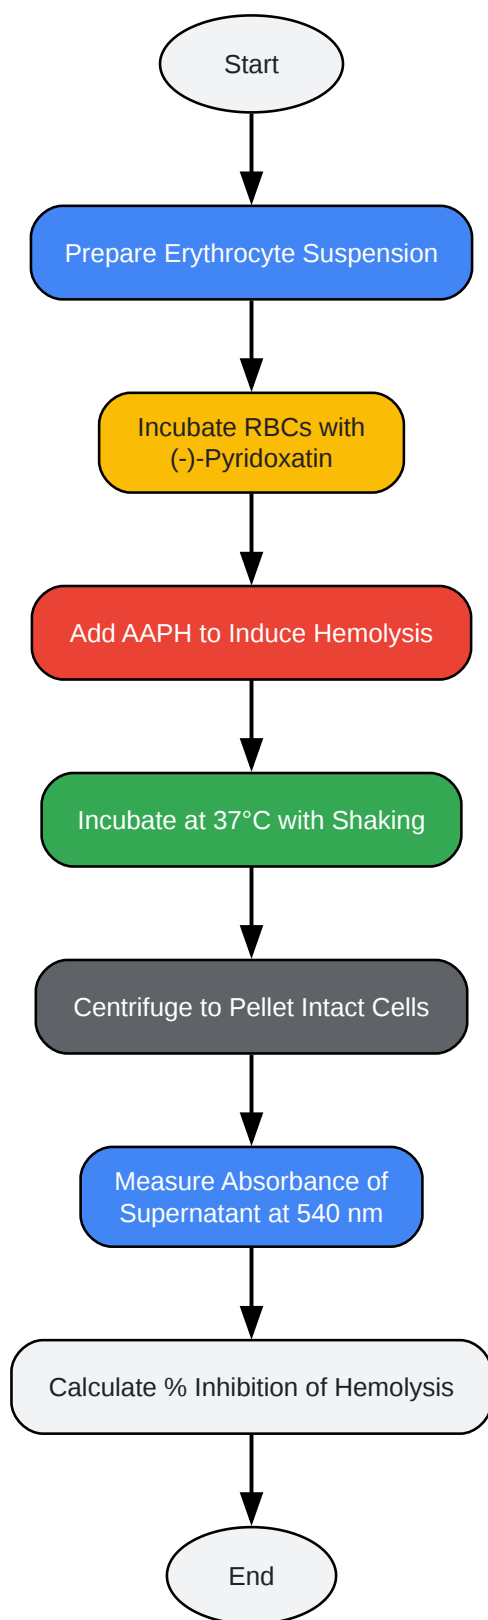 Start
Prepare Erythrocyte Suspension
Incubate RBCs with
(-)-Pyridoxatin
Add AAPH to Induce Hemolysis
Incubate at 37°C with Shaking
Centrifuge to Pellet Intact Cells
Measure Absorbance of
Supernatant at 540 nm
Calculate % Inhibition of Hemolysis
End